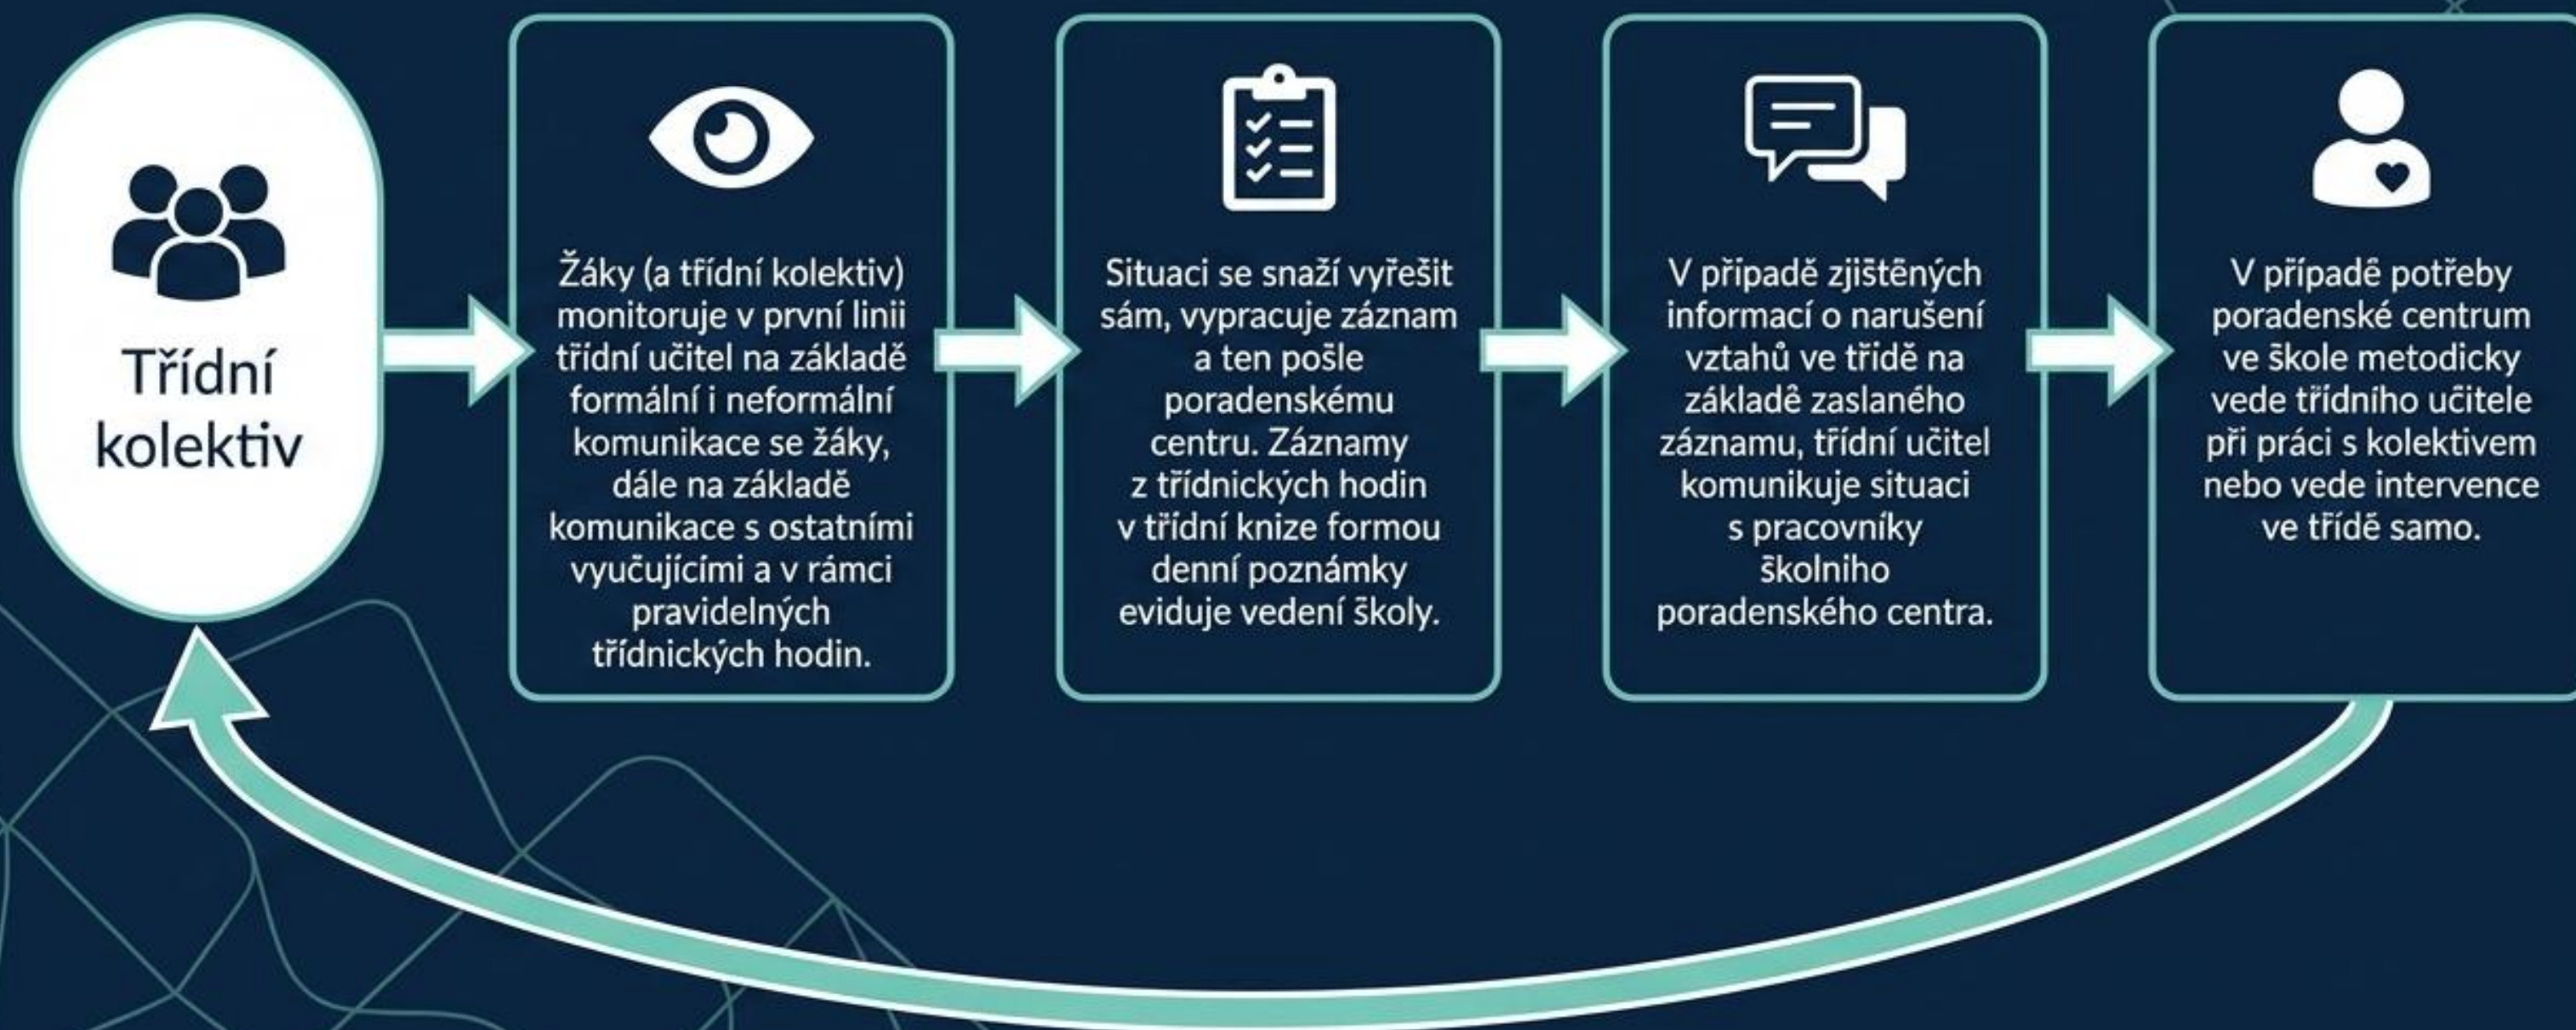 Třídní
kolektiv
Žáky (a třídní kolektiv)
monitoruje v první linii
třídní učitel na základě
formální i neformální
komunikace se žáky,
dále na základě
komunikace s ostatními
vyučujícími a v rámci
pravidelných
třídnických hodin.
Situaci se snaží vyřešit
sám, vypracuje záznam
a ten pošle
poradenskému
centru. Záznamy
z třídnických hodin
v třídní knize formou
denní poznámky
eviduje vedení školy.
V případě zjištěných
informací o narušení
vztahů ve třídě na
základě zaslaného
záznamu, třídní učitel
komunikuje situaci
s pracovníky
školniho
poradenského centra.
V případě potřeby
poradenské centrum
ve škole metodicky
vede třídního učitele
při práci s kolektivem
nebo vede intervence
ve třídě samo.